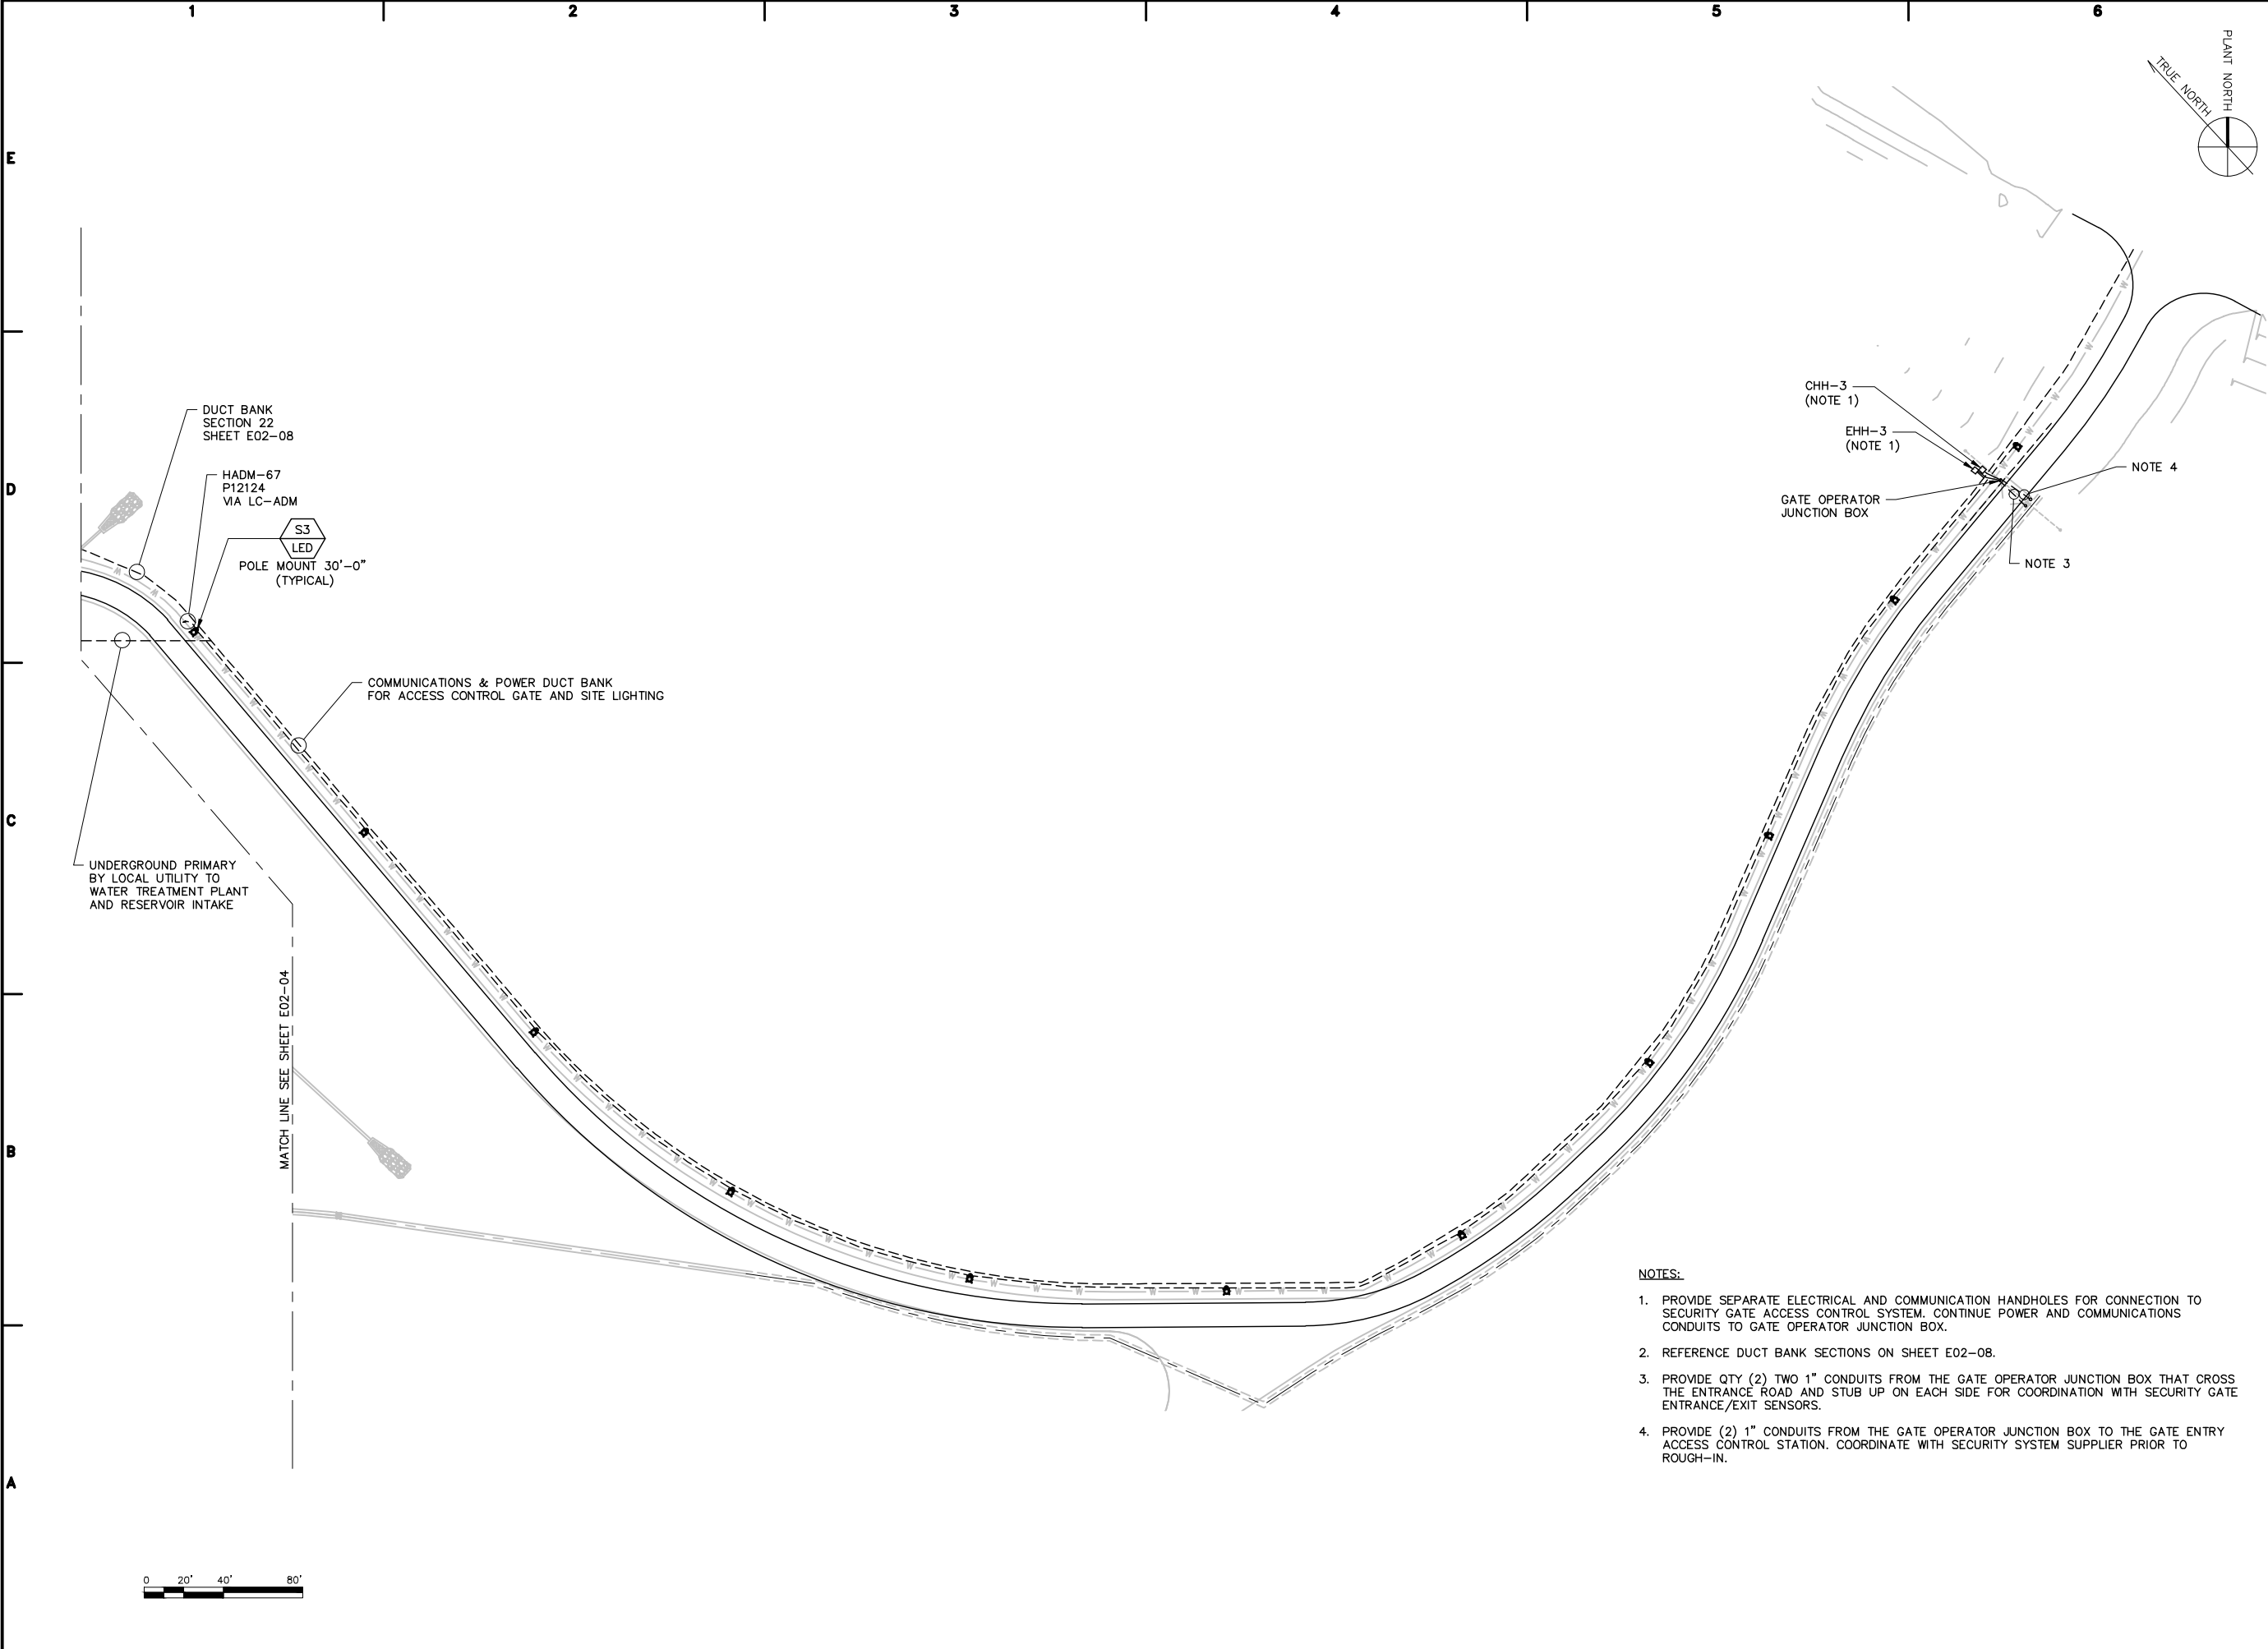 1
2
3
4
5
6
PLANT NORTH
TRUE NORTH
E
D
C
B
A
DUCT BANK
SECTION 22
SHEET E02-08
HADM-67
P12124
VIA LC-ADM
S3
LED
POLE MOUNT 30'-0"
(TYPICAL)
COMMUNICATIONS & POWER DUCT BANK
FOR ACCESS CONTROL GATE AND SITE LIGHTING
UNDERGROUND PRIMARY
BY LOCAL UTILITY TO
WATER TREATMENT PLANT
AND RESERVOIR INTAKE
MATCH LINE SEE SHEET E02-04
CHH-3
(NOTE 1)
EHH-3
(NOTE 1)
GATE OPERATOR
JUNCTION BOX
NOTE 4
NOTE 3
NOTES:
1. PROVIDE SEPARATE ELECTRICAL AND COMMUNICATION HANDHOLES FOR CONNECTION TO
SECURITY GATE ACCESS CONTROL SYSTEM. CONTINUE POWER AND COMMUNICATIONS
CONDUITS TO GATE OPERATOR JUNCTION BOX.
2. REFERENCE DUCT BANK SECTIONS ON SHEET E02-08.
3. PROVIDE QTY (2) TWO 1" CONDUITS FROM THE GATE OPERATOR JUNCTION BOX THAT CROSS
THE ENTRANCE ROAD AND STUB UP ON EACH SIDE FOR COORDINATION WITH SECURITY GATE
ENTRANCE/EXIT SENSORS.
4. PROVIDE (2) 1" CONDUITS FROM THE GATE OPERATOR JUNCTION BOX TO THE GATE ENTRY
ACCESS CONTROL STATION. COORDINATE WITH SECURITY SYSTEM SUPPLIER PRIOR TO
ROUGH-IN.
0 20' 40' 80'